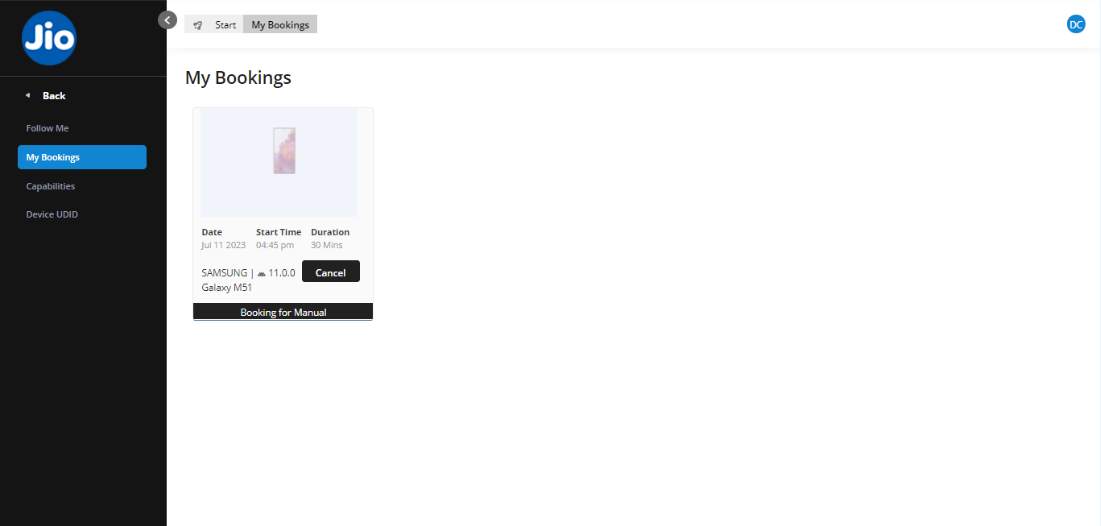 Jio
Start My Bookings
DC
Back
Follow Me
My Bookings
Capabilities
Device UDID
My Bookings
Date Start Time Duration
Jul 11 2023 04:45 pm 30 Mins
SAMSUNG | 11.0.0
Galaxy M51
Cancel
Booking for Manual